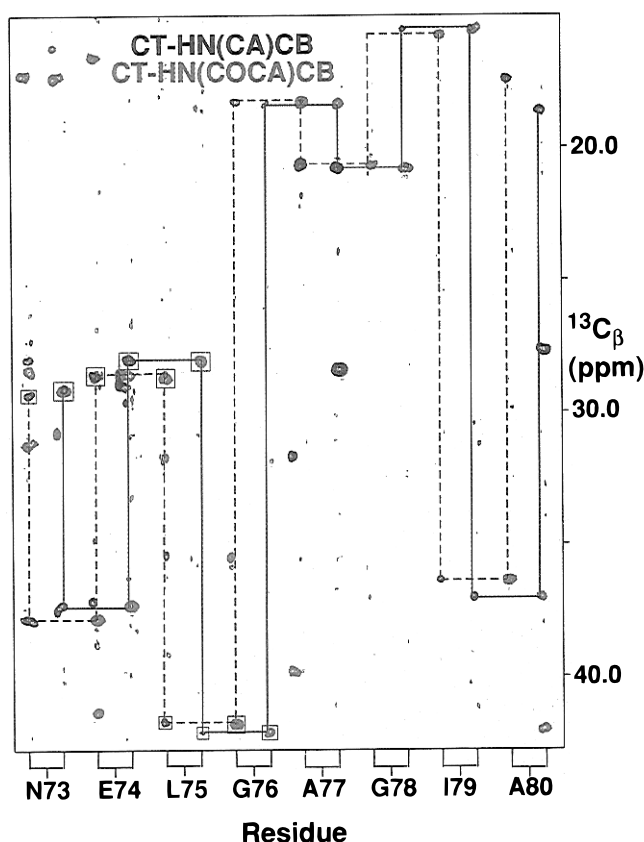 CT-HN(CA)CB
CT-HN(COCA)CB
20.0
13Cβ
(ppm)
30.0
40.0
N73 E74 L75 G76 A77 G78 I79 A80
Residue